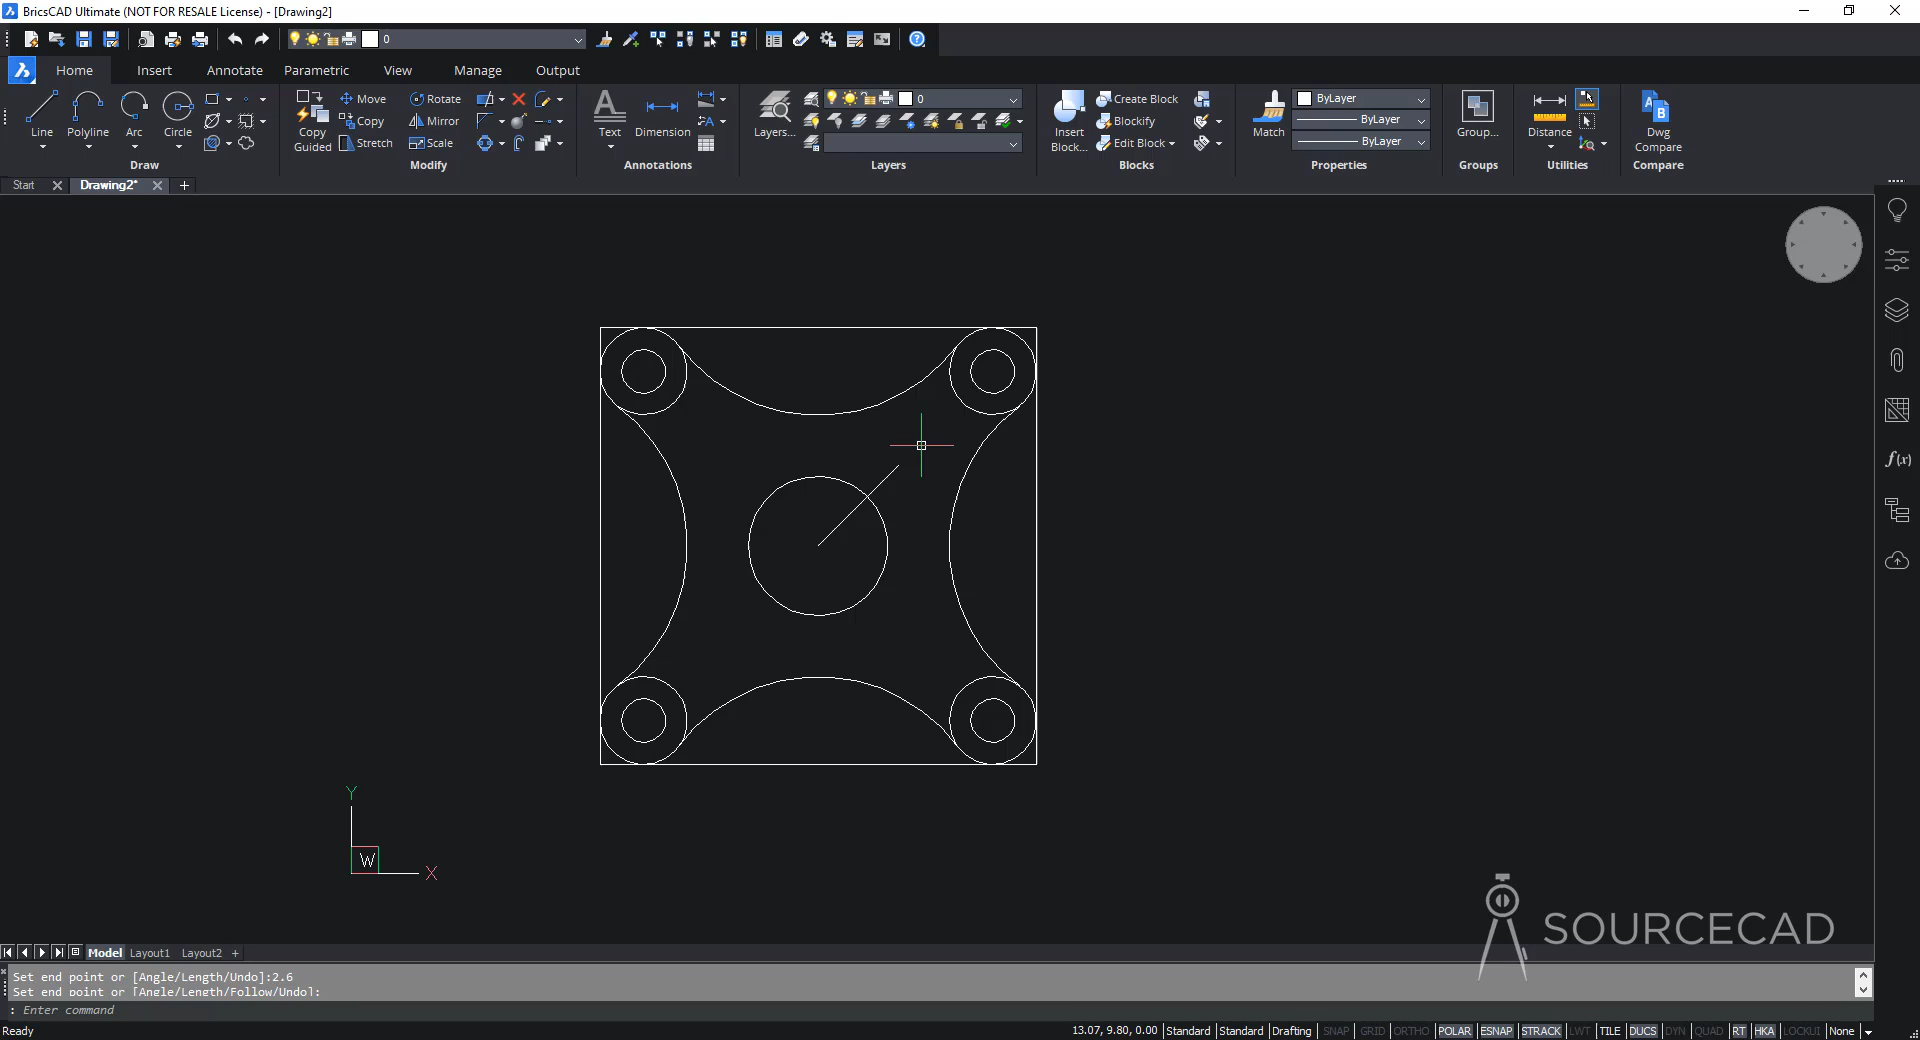 BricsCAD Ultimate (NOT FOR RESALE License) - [Drawing2]
0
Home Insert Annotate Parametric View Manage Output
Line
Polyline
Arc
Circle
Draw
Copy
Guided
Move
Copy
Stretch
Rotate
Mirror
Scale
Modify
A
Text
Dimension
A
Annotations
Layers...
0
Layers
Insert
Block...
Create Block
Blockify
Edit Block
Blocks
Match
ByLayer
ByLayer
ByLayer
Properties
Group...
Groups
Distance
Utilities
Dwg
Compare
Compare
Start Drawing2* +
f(x)
Y
W
X
SOURCECAD
Model Layout1 Layout2 +
Set end point or [Angle/Length/Undo]:2.6
Set end point or [Angle/Length/Follow/Undo]:
: Enter command
Ready
13.07, 9.80, 0.00 Standard Standard Drafting SNAP GRID ORTHO POLAR ESNAP STRACK LWT TILE DUCS DYN QUAD RT HKA LOCKUI None